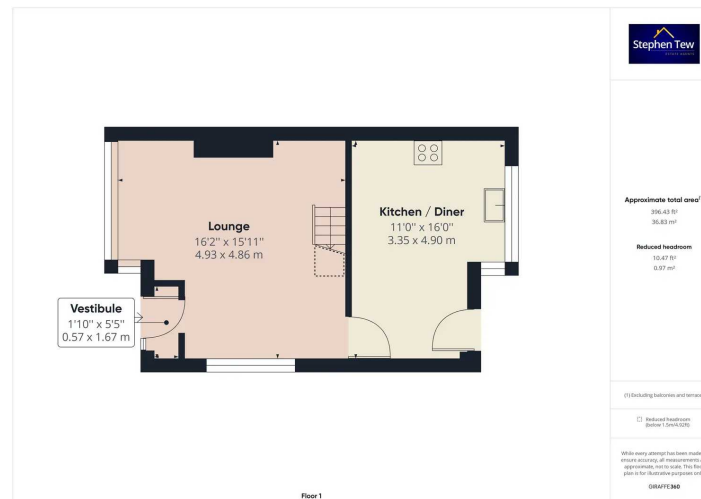 Stephen Tew
Approximate total area⁽¹⁾
396.43 ft²
36.83 m²
Reduced headroom
10.47 ft²
0.97 m²
Lounge
16'2" x 15'11"
4.93 x 4.86 m
Kitchen / Diner
11'0" x 16'0"
3.35 x 4.90 m
Vestibule
1'10" x 5'5"
0.57 x 1.67 m
(1) Excluding balconies and terrace
Reduced headroom
(below 1.5m/4.92ft)
While every attempt has been made
ensure accuracy, all measurements
approximate, not to scale. This floo
plan is for illustrative purposes onl
GIRAFFE360
Floor 1